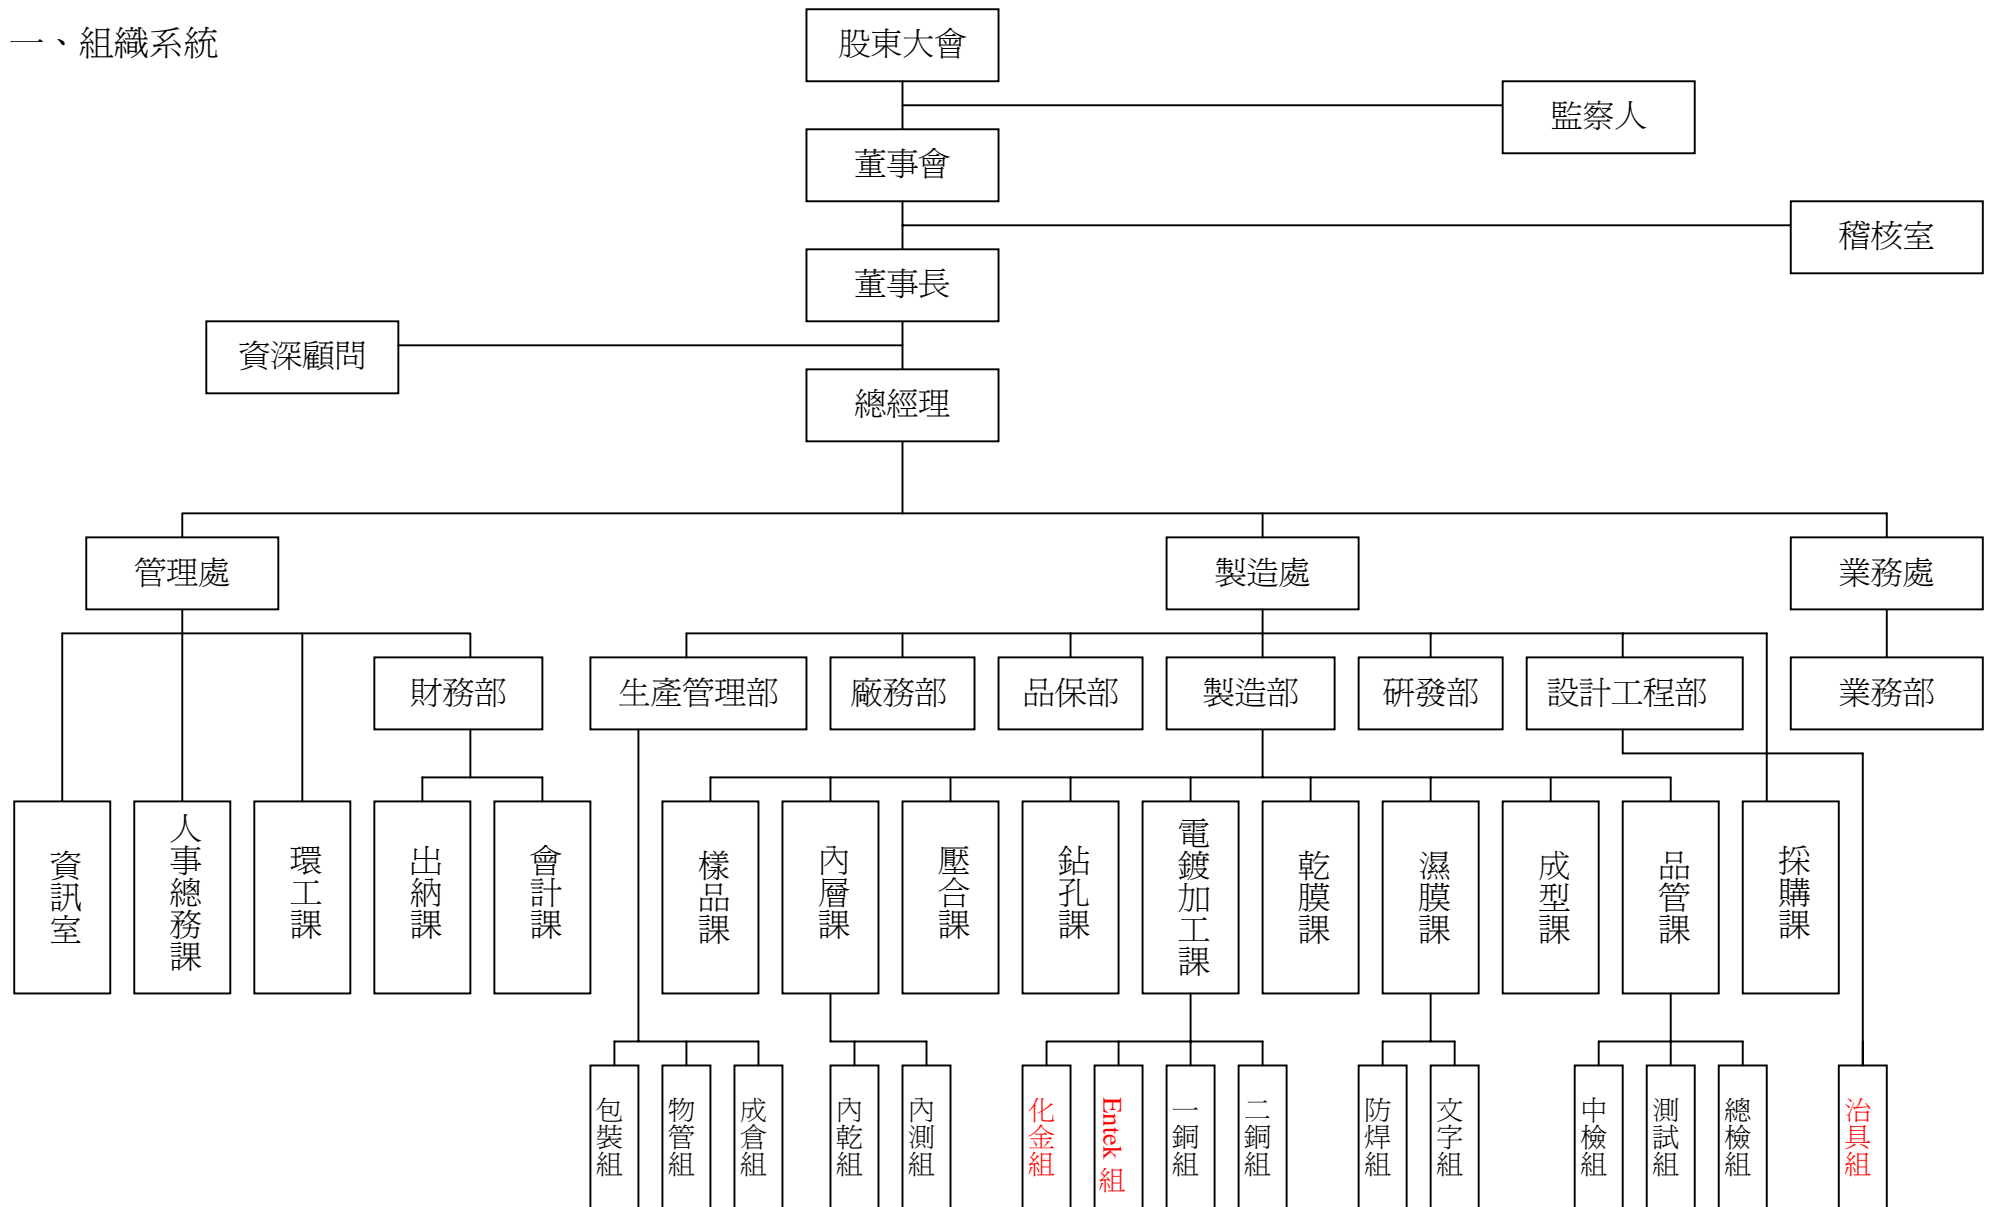 一、組織系統
股東大會
監察人
董事會
稽核室
董事長
資深顧問
總經理
管理處
製造處
業務處
財務部
生產管理部
廠務部
品保部
製造部
研發部
設計工程部
業務部
資訊室
人事總務課
環工課
出納課
會計課
樣品課
內層課
壓合課
鉆孔課
電鍍加工課
乾膜課
濕膜課
成型課
品管課
採購課
包裝組
物管組
成倉組
內乾組
內測組
化金組
Entek 組
一銅組
二銅組
防焊組
文字組
中檢組
測試組
總檢組
治具組